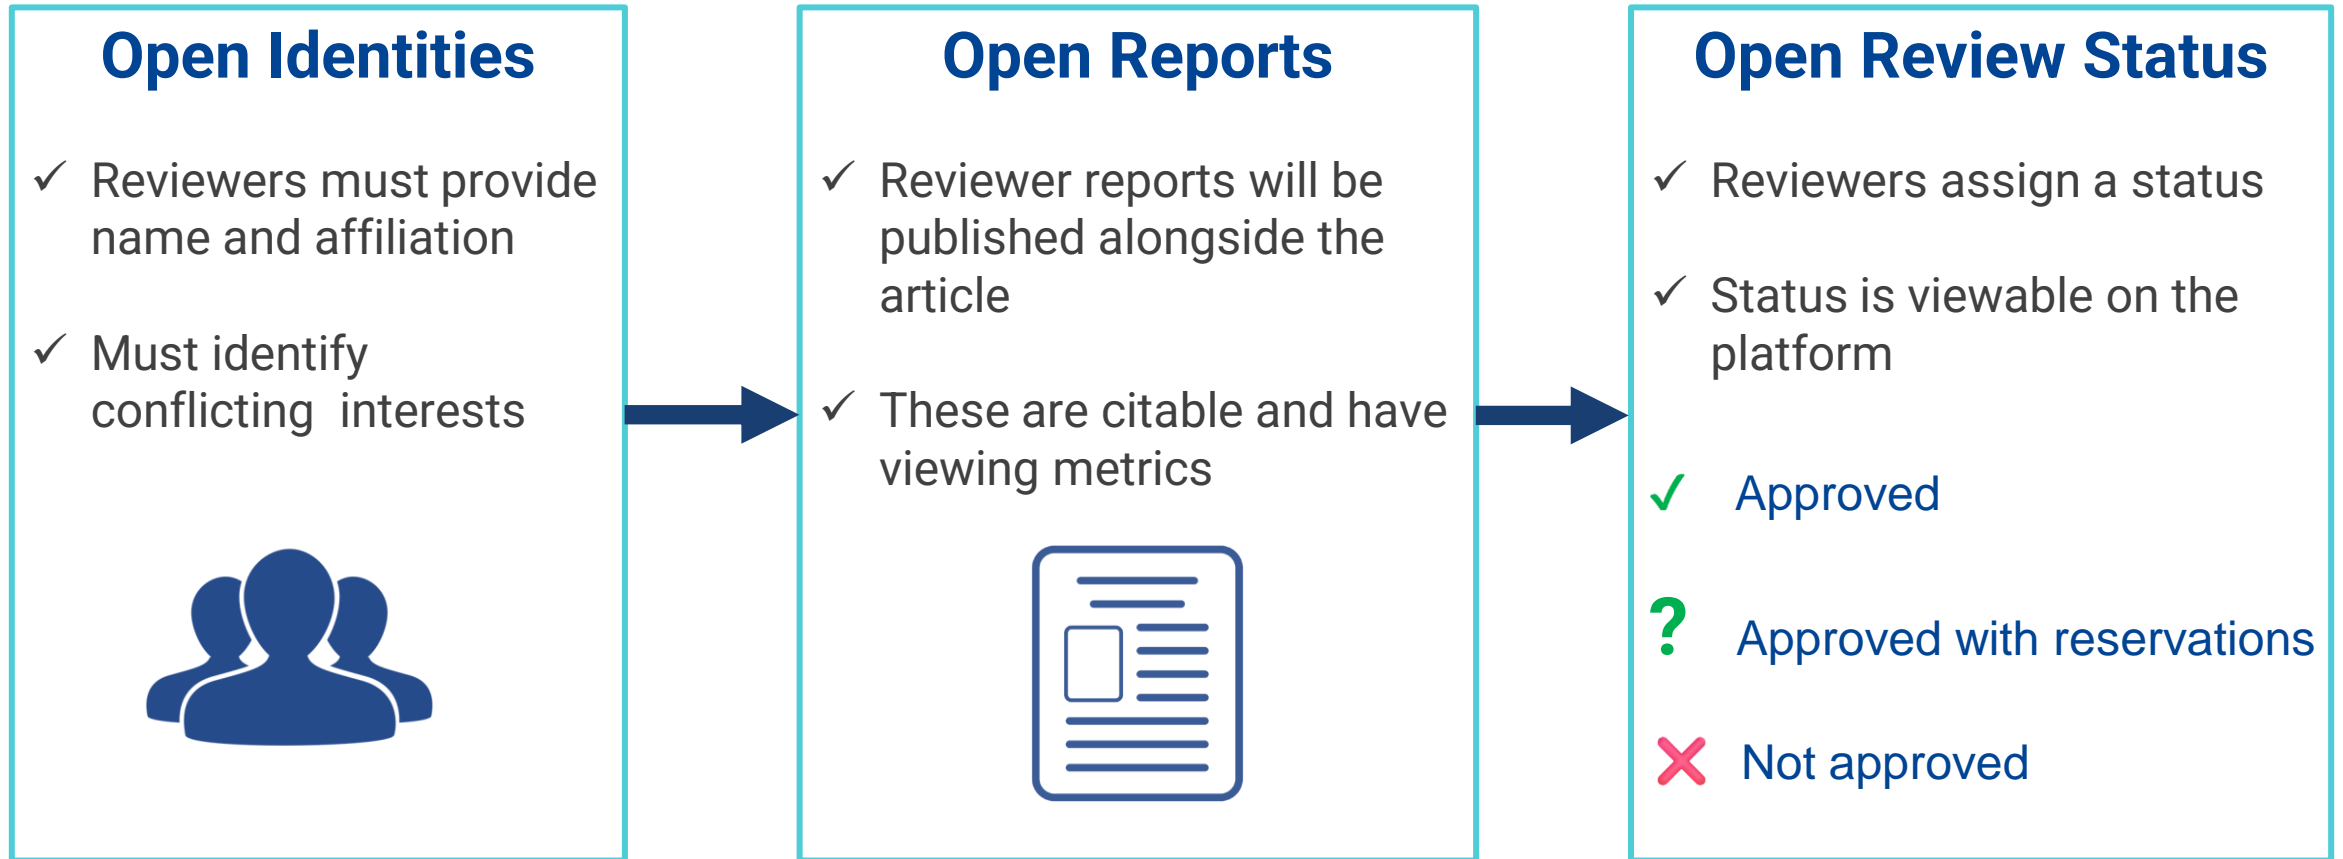 Open Identities
✓ Reviewers must provide
name and affiliation
✓ Must identify
conflicting  interests
Open Reports
✓ Reviewer reports will be
published alongside the
article
✓ These are citable and have
viewing metrics
Open Review Status
✓ Reviewers assign a status
✓ Status is viewable on the
platform
✓ Approved
? Approved with reservations
❌ Not approved